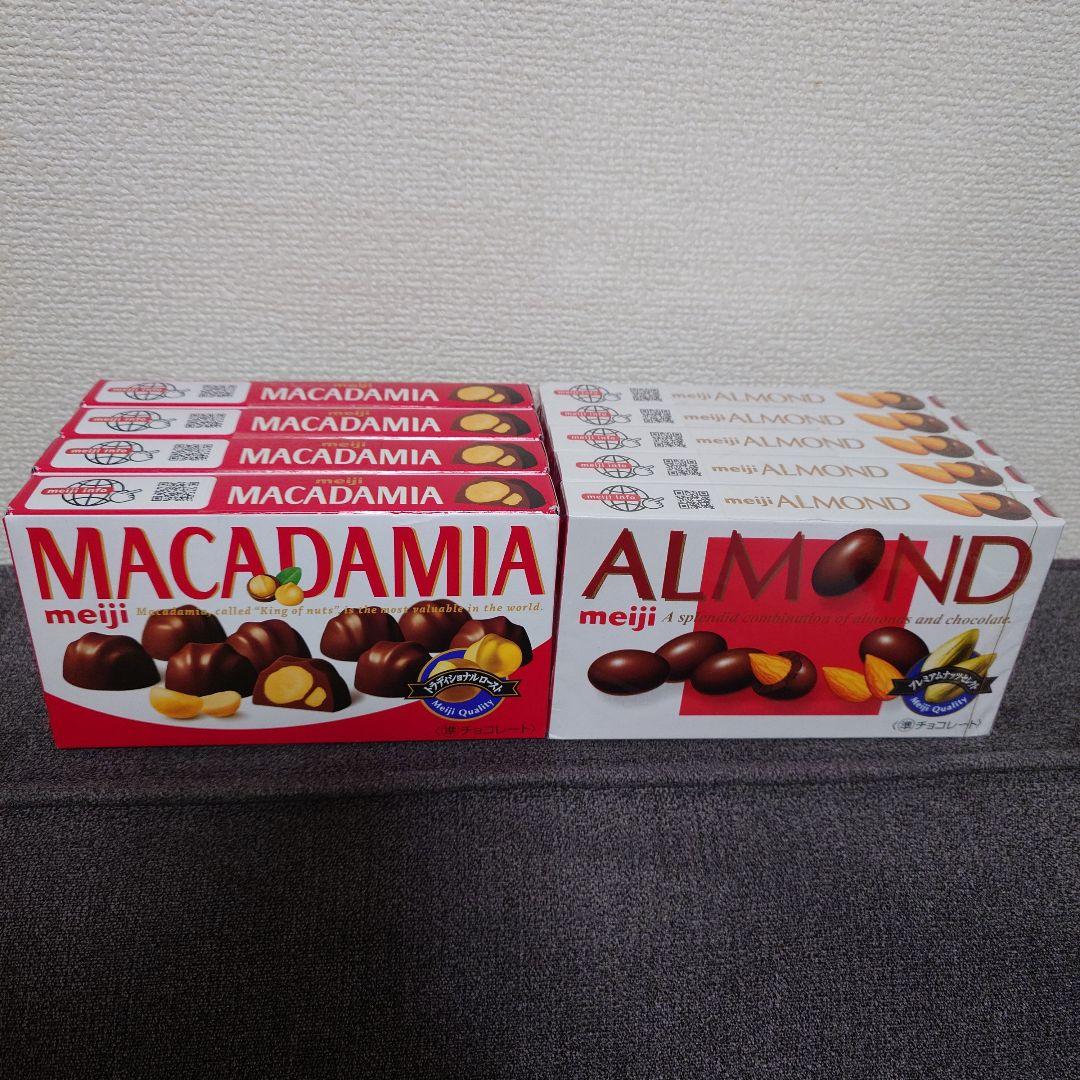 meiji info
meiji
MACADAMIA
meiji info
meiji
MACADAMIA
meiji info
meiji
MACADAMIA
meiji info
meiji
MACADAMIA
MACADAMIA
meiji
Macadamia, called "King of nuts", is the most valuable in the world.
トラディショナルロースト
Meiji Quality
〈準チョコレート〉
meiji info
meiji ALMOND
meiji info
meiji ALMOND
meiji info
meiji ALMOND
meiji info
meiji ALMOND
meiji info
meiji ALMOND
ALMOND
meiji
A splendid combination of almonds and chocolate.
プレミアムナッツセレクト
Meiji Quality
〈準チョコレート〉